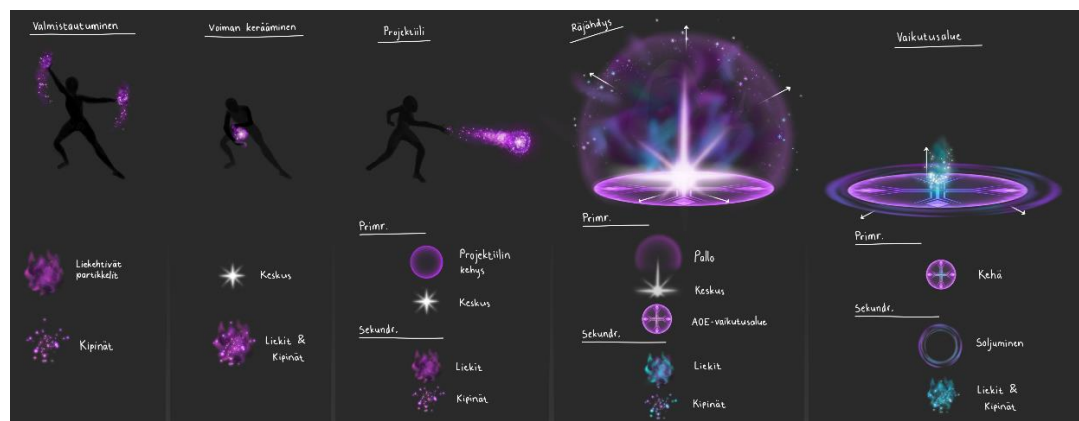 Valmistautuminen
Liekehtivät
partikkelit
Kipinät
Voiman kerääminen
Keskus
Liekit &
Kipinät
Projektiili
Primr.
Projektiilin
kehys
Keskus
Sekundr.
Liekit
Kipinät
Räjähdys
Primr.
Pallo
Keskus
AOE-vaikutusalue
Sekundr.
Liekit
Kipinät
Vaikutusalue
Primr.
Kehä
Sekundr.
Soljuminen
Liekit &
Kipinät